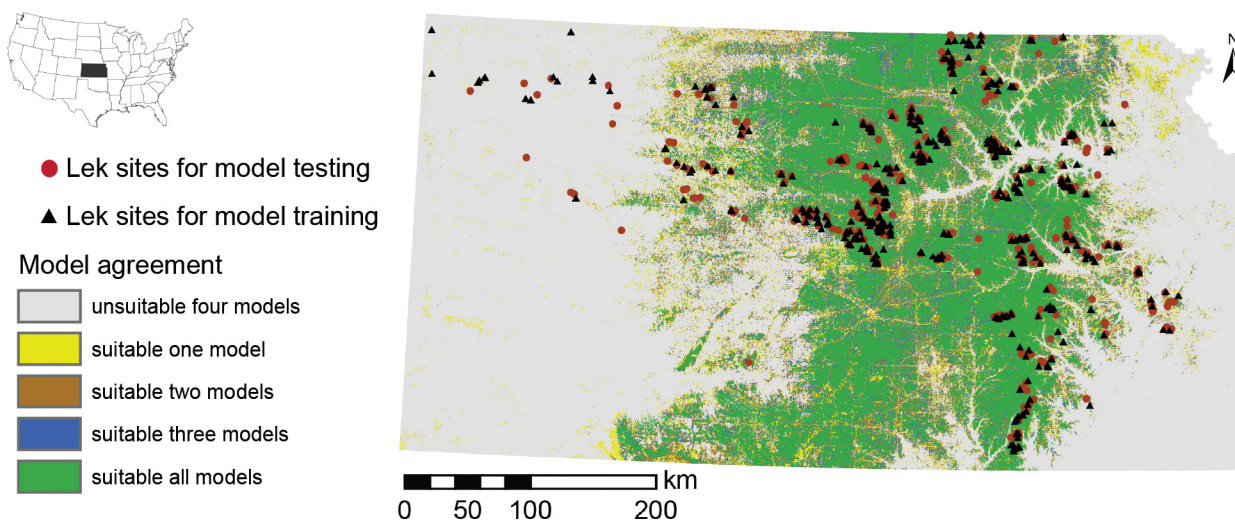 N
Lek sites for model testing
Lek sites for model training
Model agreement
unsuitable four models
suitable one model
suitable two models
suitable three models
suitable all models
km
0 50 100 200